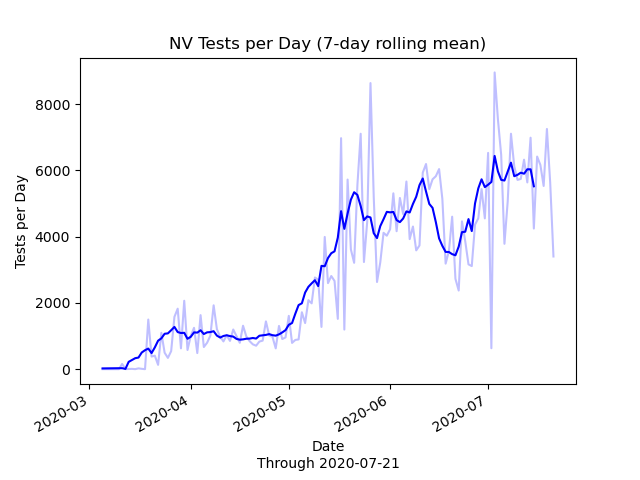 NV Tests per Day (7-day rolling mean)
Tests per Day
8000
6000
4000
2000
0
2020-03
2020-04
2020-05
2020-06
2020-07
Date
Through 2020-07-21